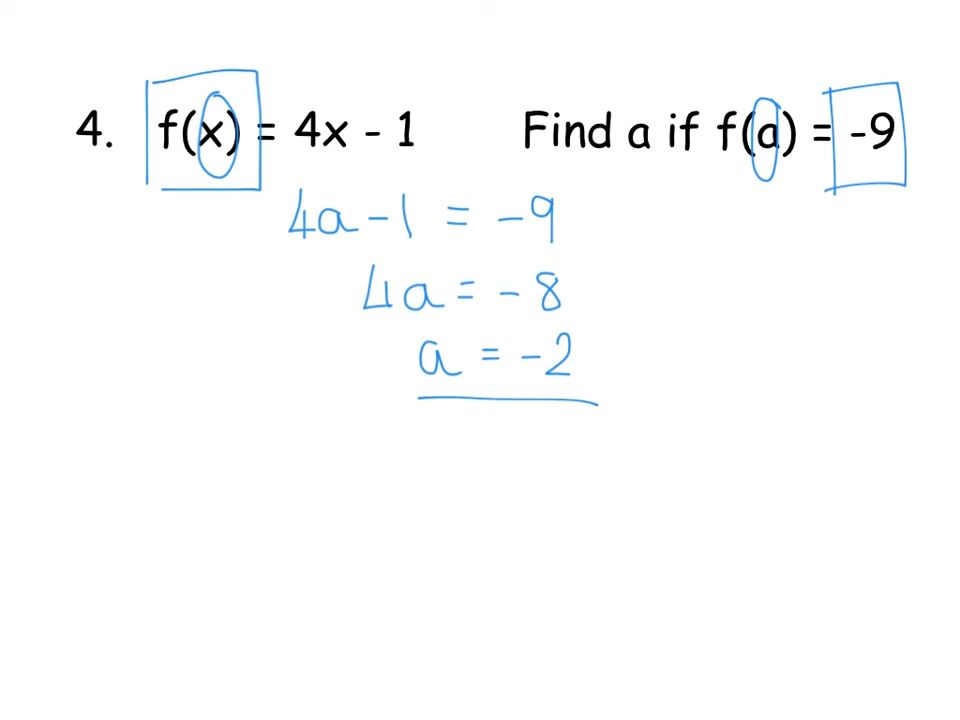 4. f(x) = 4x - 1 Find a if f(a) = -9
4a - 1 = -9
4a = -8
a = -2